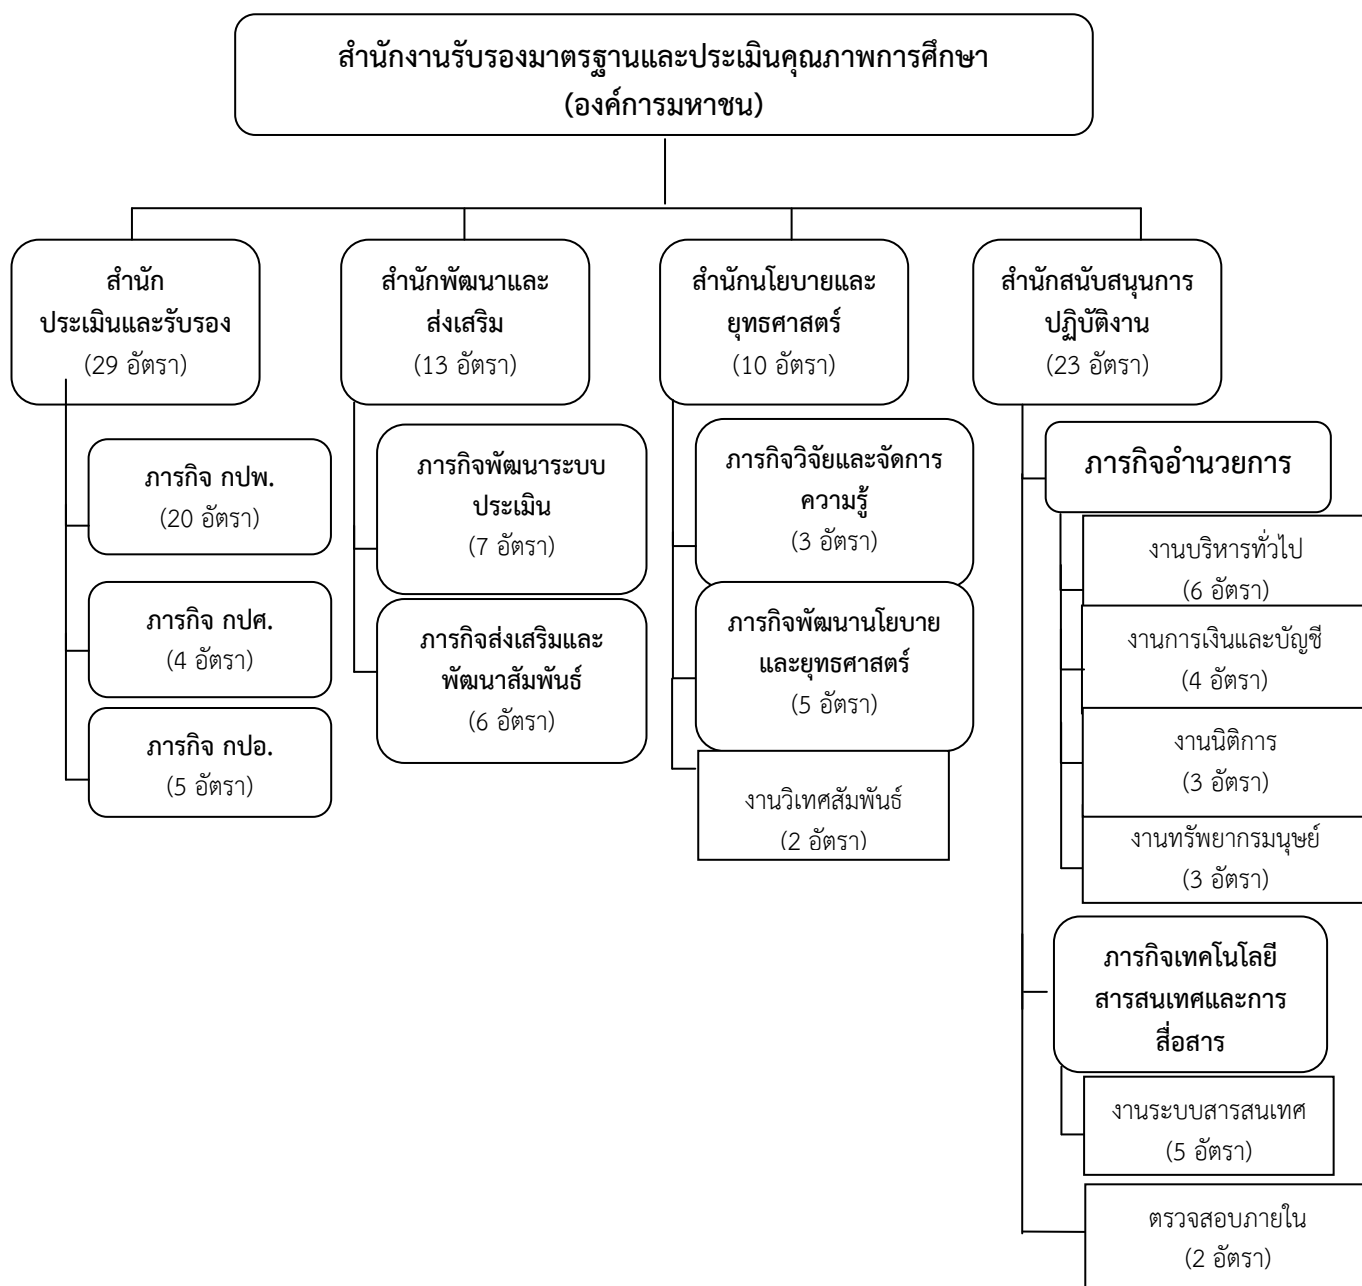 สำนักงานรับรองมาตรฐานและประเมินคุณภาพการศึกษา
(องค์การมหาชน)
สำนัก
ประเมินและรับรอง
(29 อัตรา)
ภารกิจ กปพ.
(20 อัตรา)
ภารกิจ กปศ.
(4 อัตรา)
ภารกิจ กปอ.
(5 อัตรา)
สำนักพัฒนาและ
ส่งเสริม
(13 อัตรา)
ภารกิจพัฒนาระบบ
ประเมิน
(7 อัตรา)
ภารกิจส่งเสริมและ
พัฒนาสัมพันธ์
(6 อัตรา)
สำนักนโยบายและ
ยุทธศาสตร์
(10 อัตรา)
ภารกิจวิจัยและจัดการ
ความรู้
(3 อัตรา)
ภารกิจพัฒนานโยบาย
และยุทธศาสตร์
(5 อัตรา)
งานวิเทศสัมพันธ์
(2 อัตรา)
สำนักสนับสนุนการ
ปฏิบัติงาน
(23 อัตรา)
ภารกิจอำนวยการ
งานบริหารทั่วไป
(6 อัตรา)
งานการเงินและบัญชี
(4 อัตรา)
งานนิติการ
(3 อัตรา)
งานทรัพยากรมนุษย์
(3 อัตรา)
ภารกิจเทคโนโลยี
สารสนเทศและการ
สื่อสาร
งานระบบสารสนเทศ
(5 อัตรา)
ตรวจสอบภายใน
(2 อัตรา)